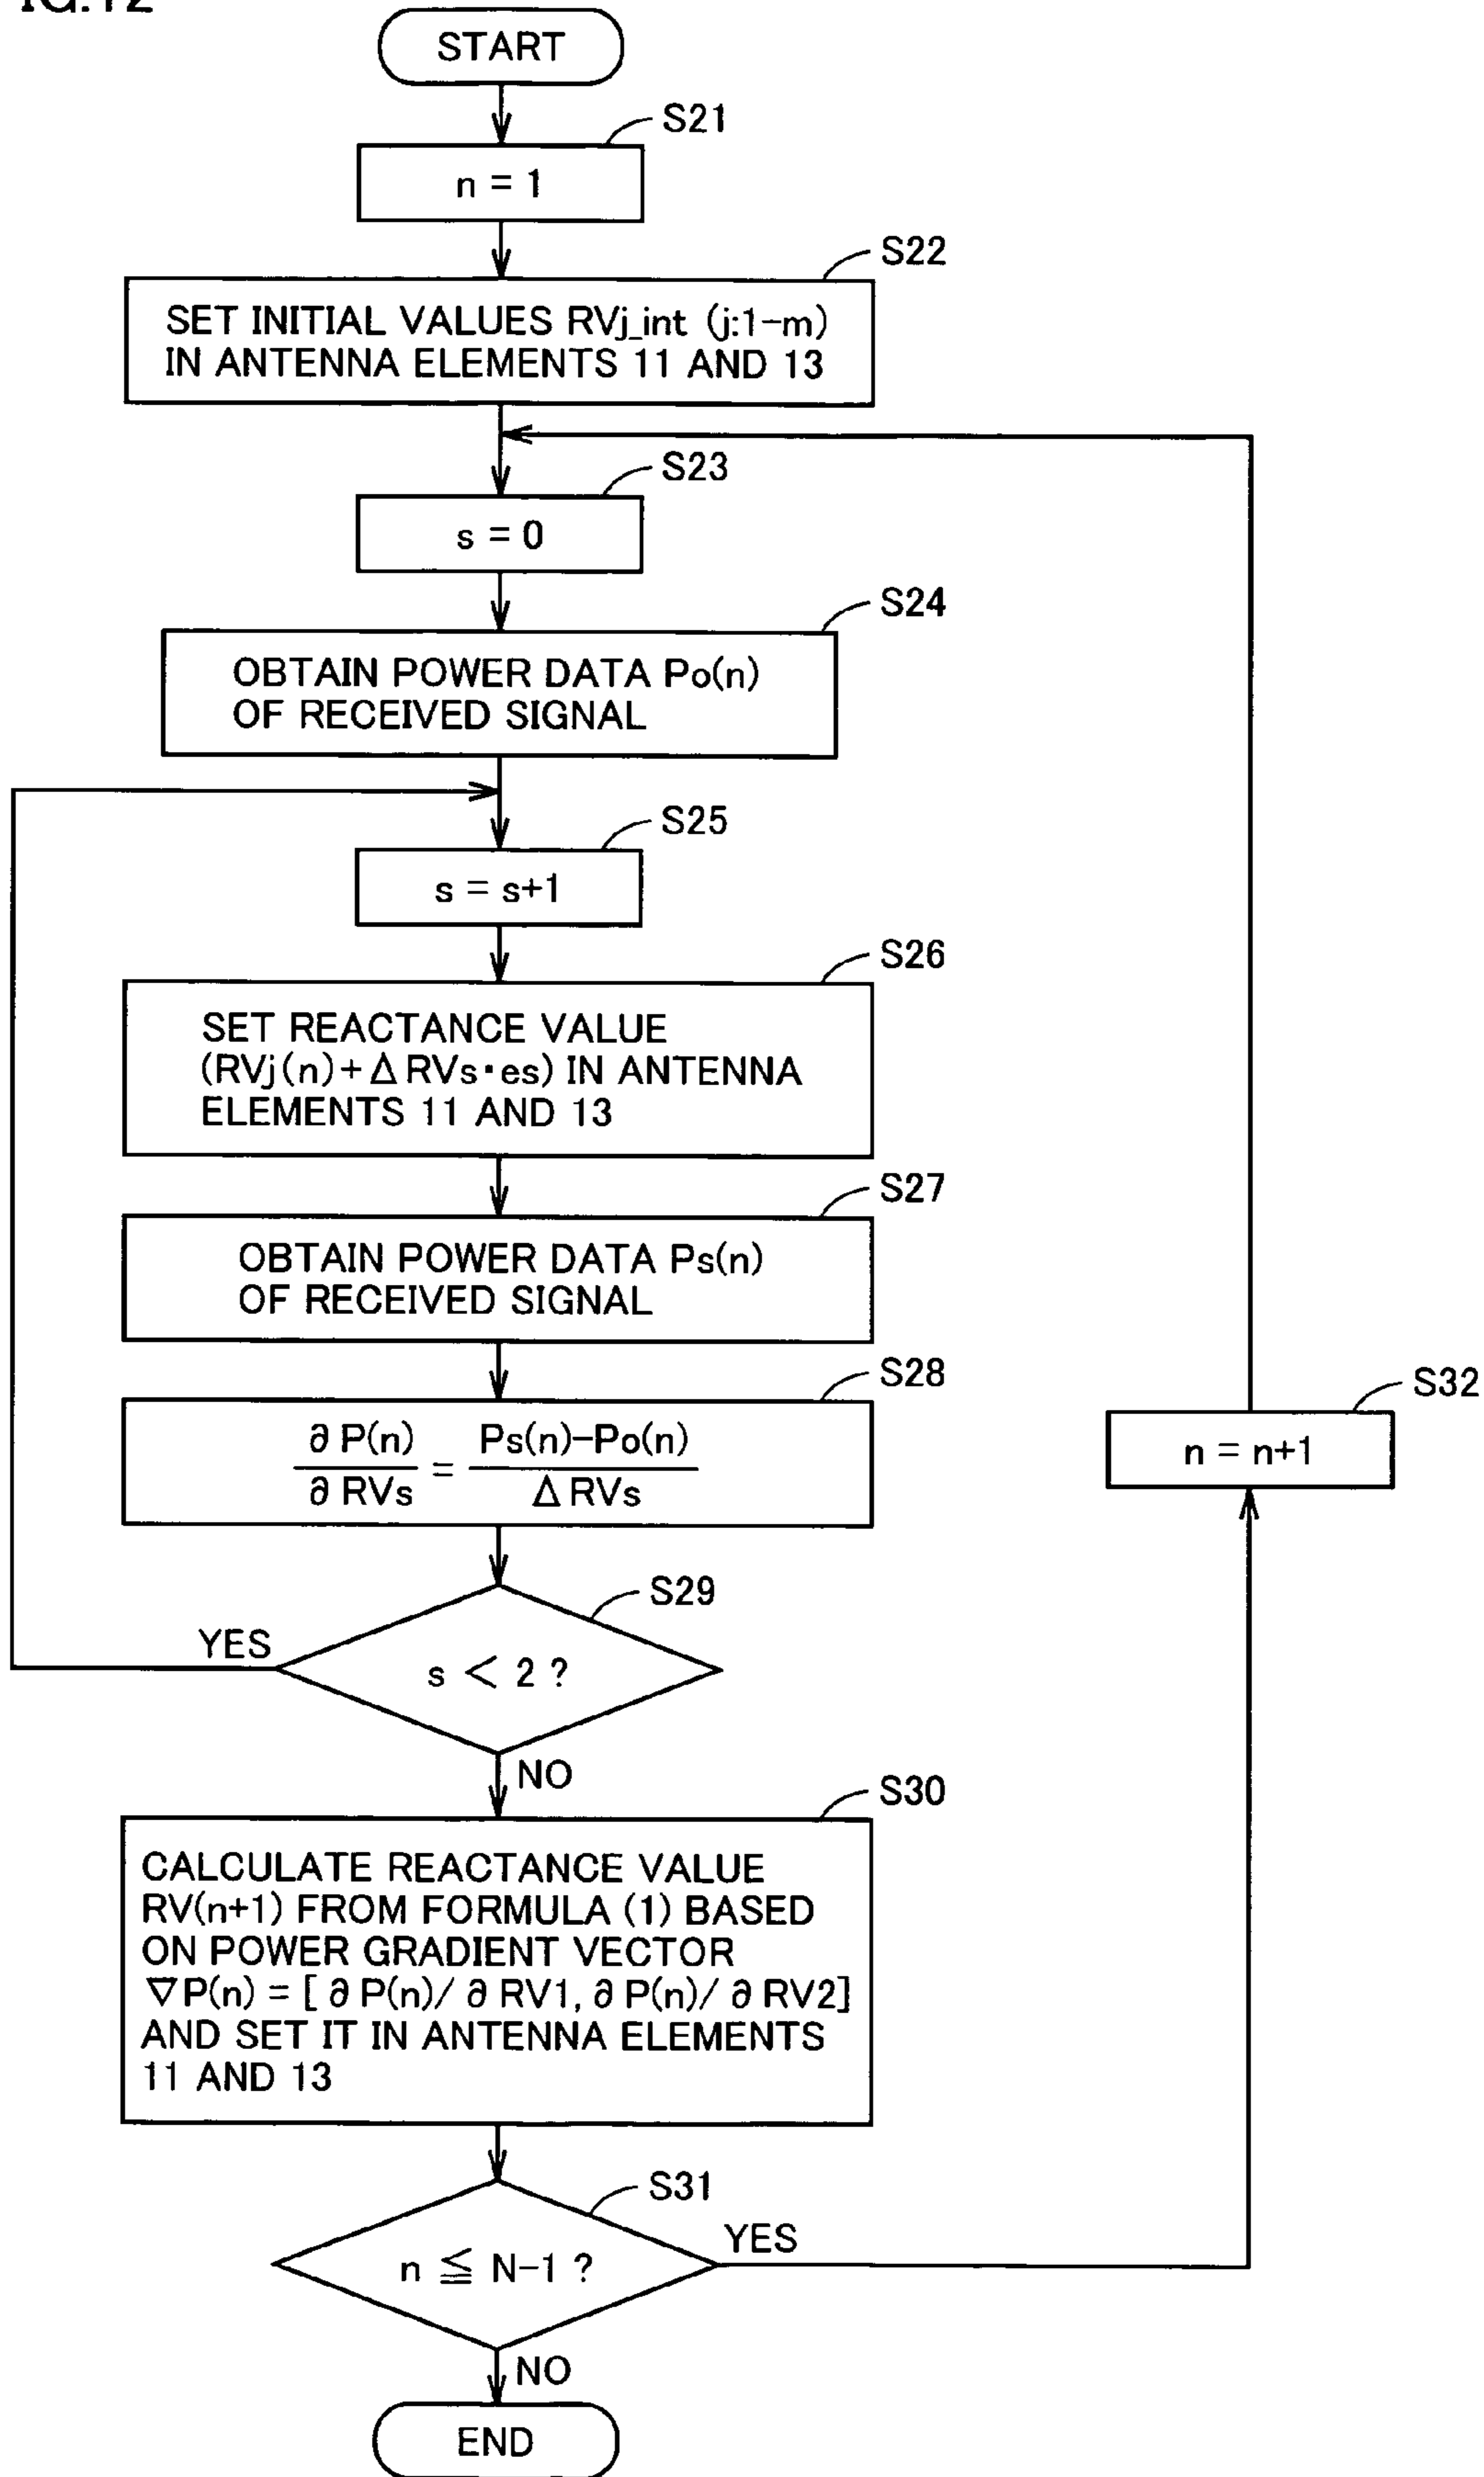 IG.12
START
S21
n = 1
S22
SET INITIAL VALUES RVj_int (j:1-m)
IN ANTENNA ELEMENTS 11 AND 13
S23
s = 0
S24
OBTAIN POWER DATA Po(n)
OF RECEIVED SIGNAL
S25
s = s+1
S26
SET REACTANCE VALUE
(RVj(n)+ΔRVs·es) IN ANTENNA
ELEMENTS 11 AND 13
S27
OBTAIN POWER DATA Ps(n)
OF RECEIVED SIGNAL
S28
∂P(n)/∂RVs = Ps(n)-Po(n)/ΔRVs
S32
n = n+1
S29
YES
s < 2 ?
NO
S30
CALCULATE REACTANCE VALUE
RV(n+1) FROM FORMULA (1) BASED
ON POWER GRADIENT VECTOR
∇P(n) = [∂P(n)/∂RV1, ∂P(n)/∂RV2]
AND SET IT IN ANTENNA ELEMENTS
11 AND 13
S31
YES
n ≦ N-1 ?
NO
END